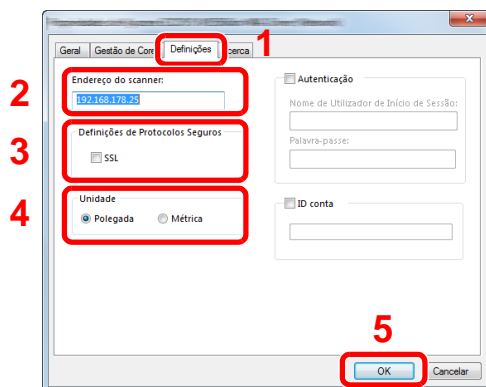 Geral Gestão de Core Definições cerca 1
2 Endereço do scanner:
192.168.178.25
3 Definições de Protocolos Seguros
SSL
4 Unidade
Polegada Métrica
Autenticação
Nome de Utilizador de Início de Sessão:
Palavra-passe:
ID conta
5
OK Cancelar